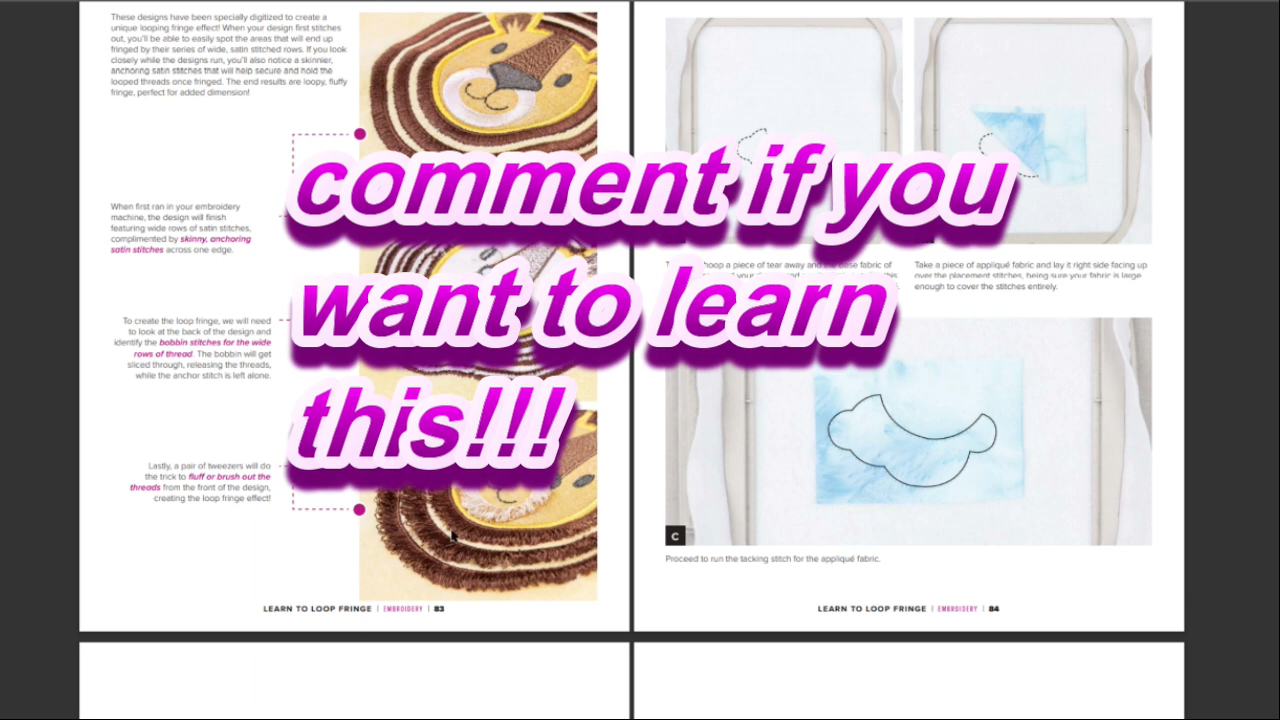 These designs have been specially digitized to create a
unique looping fringe effect! When your design first stitches
out, you'll be able to easily spot the areas that will end up
fringed by their series of wide, satin stitched rows. If you look
closely while the designs run, you'll also notice a skinnier,
anchoring satin stitches that will help secure and hold the
looped threads once fringed. The end results are loopy, fluffy
fringe, perfect for added dimension!
When first ran in your embroidery
machine, the design will finish
featuring wide rows of satin stitches,
complimented by skinny, anchoring
satin stitches across one edge.
To create the loop fringe, we will need
to look at the back of the design and
identify the bobbin stitches for the wide
rows of thread. The bobbin will get
sliced through, releasing the threads,
while the anchor stitch is left alone.
Lastly, a pair of tweezers will do
the trick to fluff or brush out the
threads from the front of the design,
creating the loop fringe effect!
LEARN TO LOOP FRINGE | EMBROIDERY | 83
comment if you
want to learn
this!!!
hoop a piece of tear away and base fabric of
Take a piece of appliqué fabric and lay it right side facing up
over the placement stitches, being sure your fabric is large
enough to cover the stitches entirely.
C
Proceed to run the tacking stitch for the appliqué fabric.
LEARN TO LOOP FRINGE | EMBROIDERY | 84